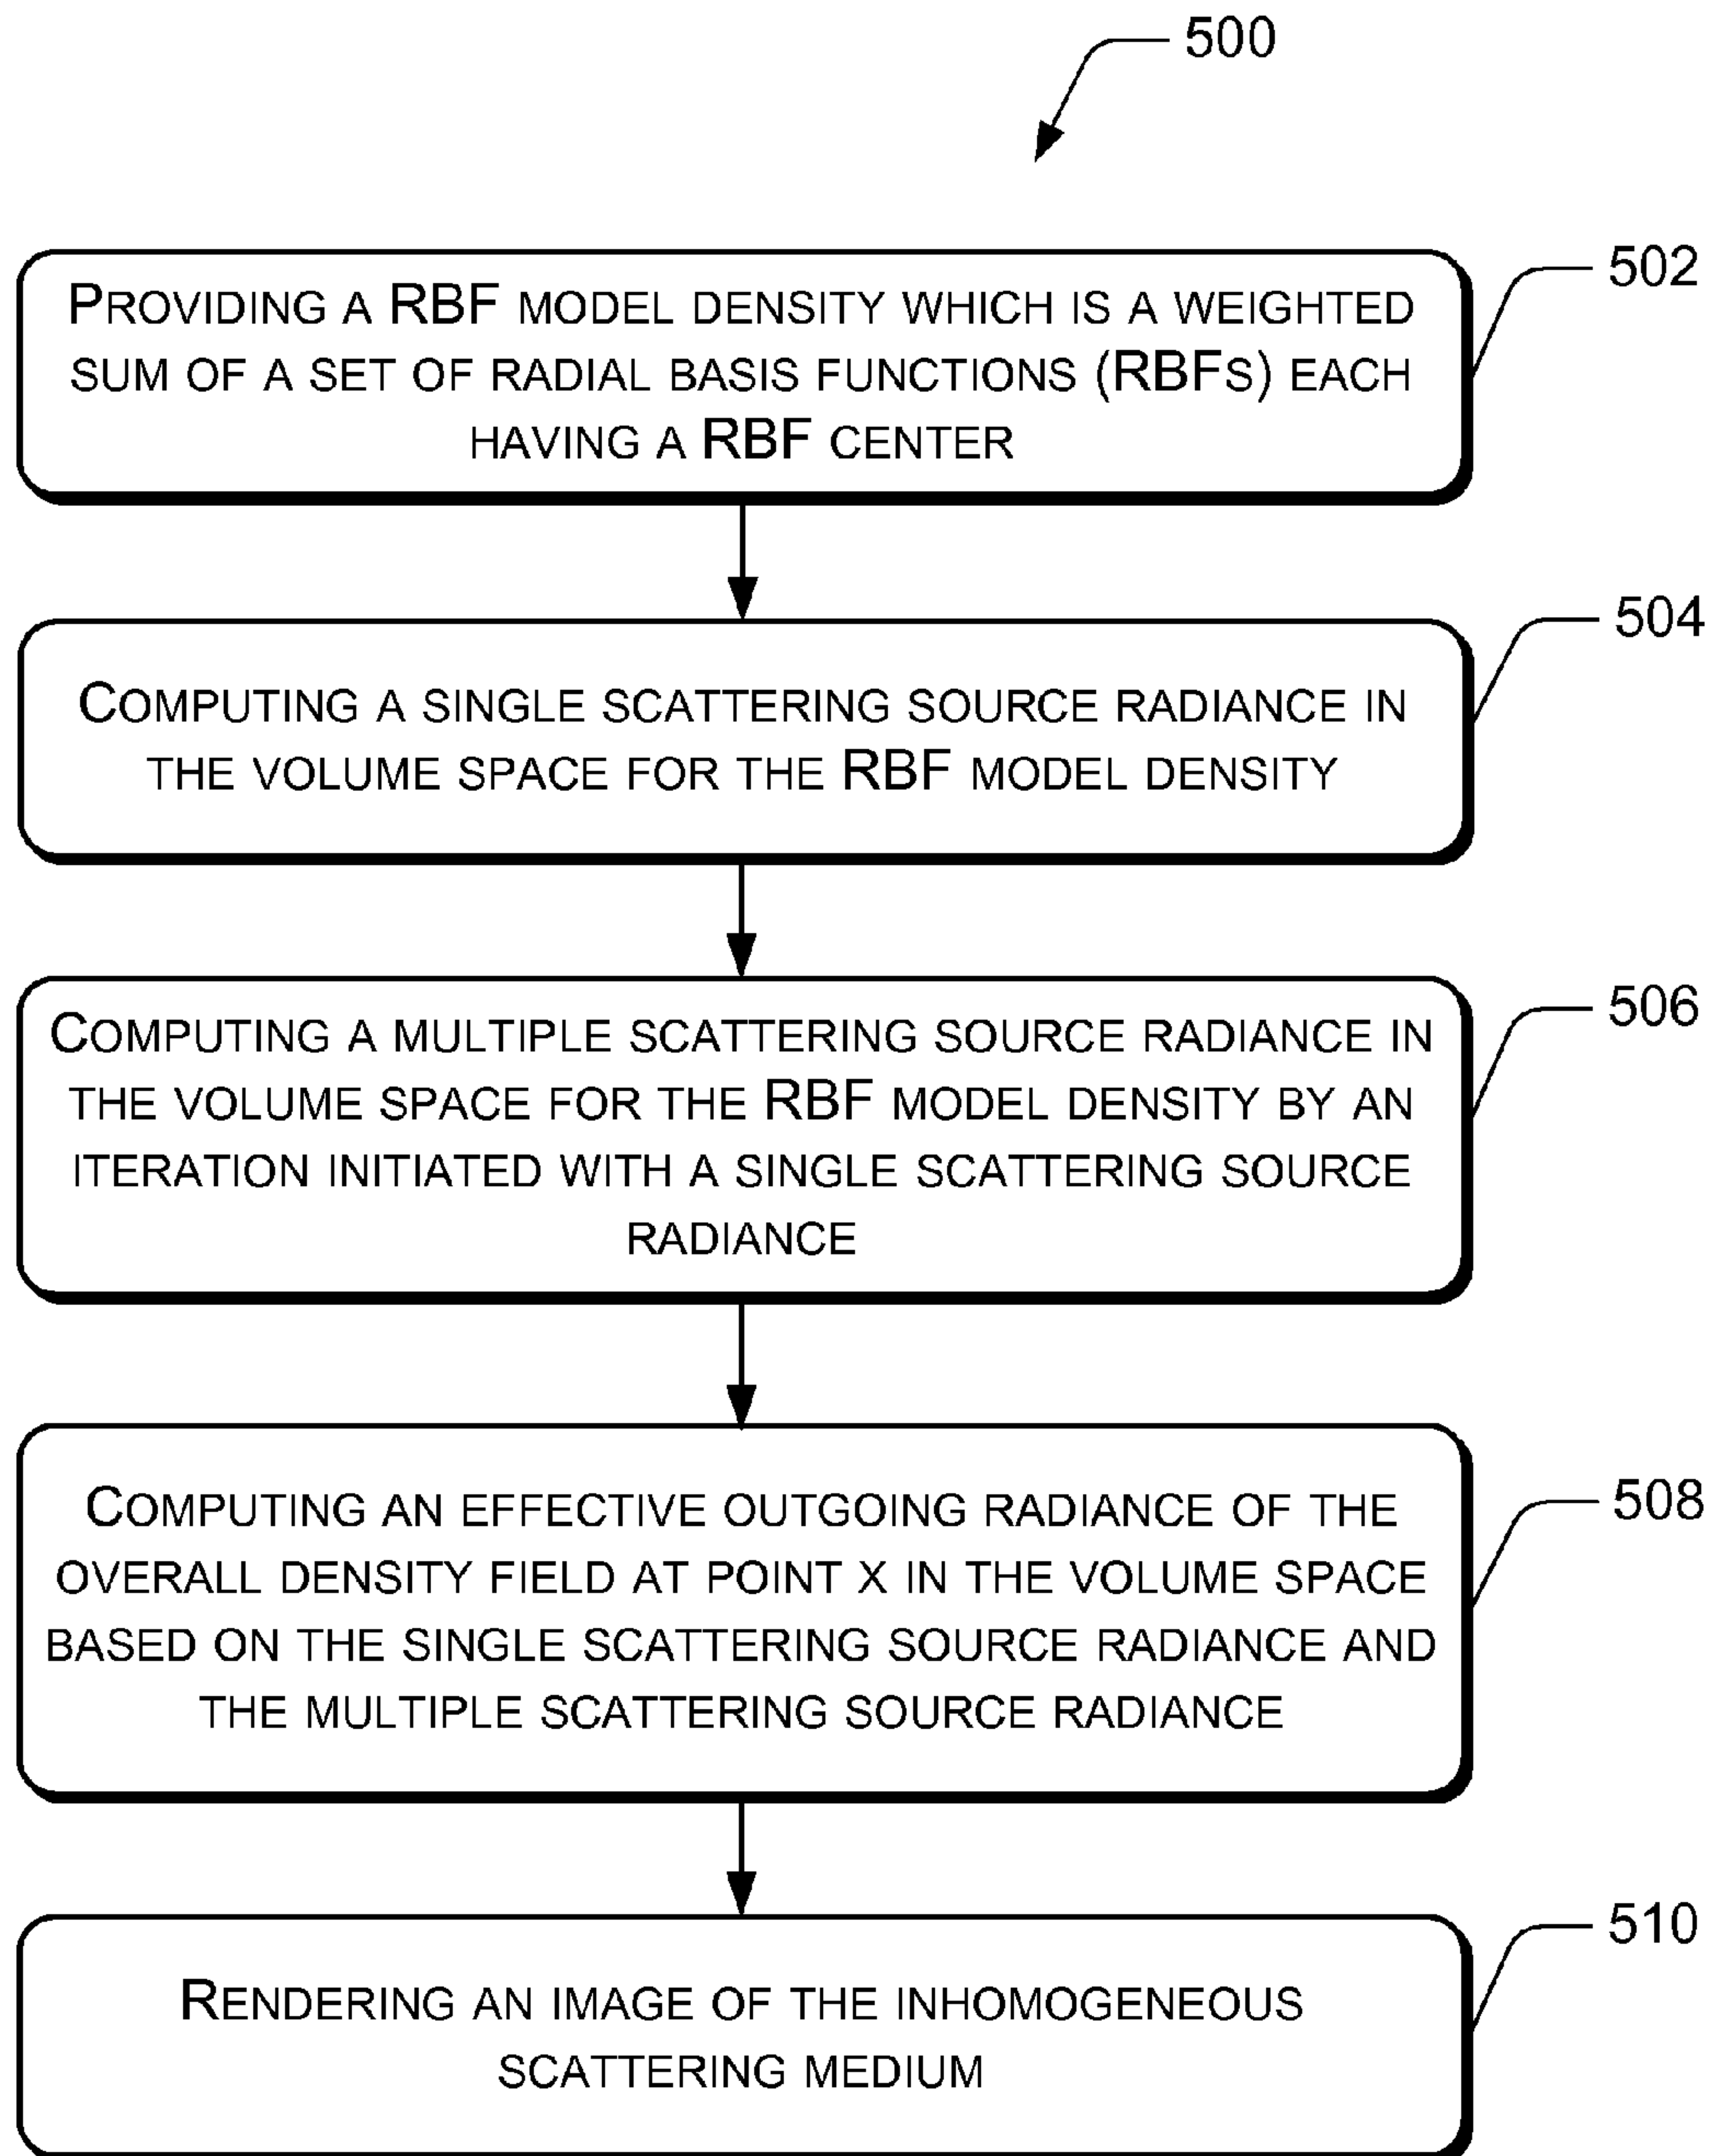 500
502
PROVIDING A RBF MODEL DENSITY WHICH IS A WEIGHTED
SUM OF A SET OF RADIAL BASIS FUNCTIONS (RBFS) EACH
HAVING A RBF CENTER
504
COMPUTING A SINGLE SCATTERING SOURCE RADIANCE IN
THE VOLUME SPACE FOR THE RBF MODEL DENSITY
506
COMPUTING A MULTIPLE SCATTERING SOURCE RADIANCE IN
THE VOLUME SPACE FOR THE RBF MODEL DENSITY BY AN
ITERATION INITIATED WITH A SINGLE SCATTERING SOURCE
RADIANCE
508
COMPUTING AN EFFECTIVE OUTGOING RADIANCE OF THE
OVERALL DENSITY FIELD AT POINT X IN THE VOLUME SPACE
BASED ON THE SINGLE SCATTERING SOURCE RADIANCE AND
THE MULTIPLE SCATTERING SOURCE RADIANCE
510
RENDERING AN IMAGE OF THE INHOMOGENEOUS
SCATTERING MEDIUM